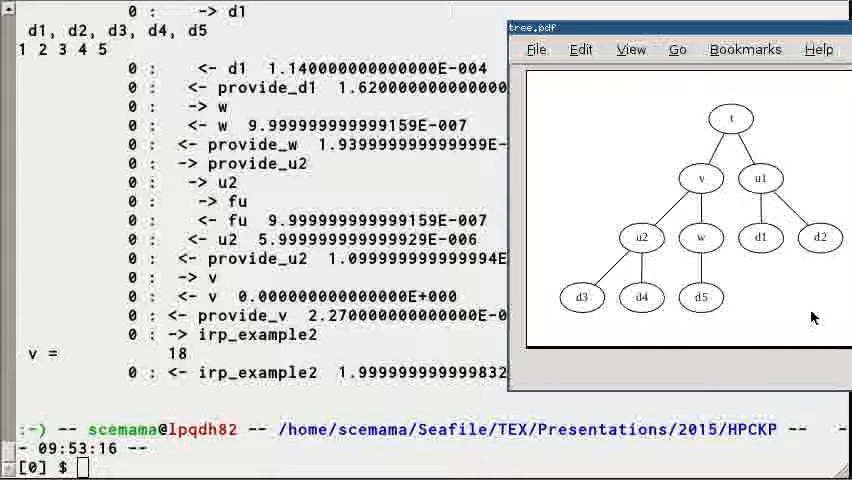 0 :     -> d1
d1, d2, d3, d4, d5
1 2 3 4 5
0 :     <- d1  1.140000000000000E-004
0 :    <- provide_d1  1.620000000000000
0 :    -> w
0 :    <- w  9.999999999999159E-007
0 :   <- provide_w  1.939999999999999E-
0 :   -> provide_u2
0 :    -> u2
0 :     -> fu
0 :     <- fu  9.999999999999159E-007
0 :    <- u2  5.999999999999929E-006
0 :   <- provide_u2  1.099999999999994E
0 :   -> v
0 :   <- v  0.000000000000000E+000
0 :  <- provide_v  2.270000000000000E-0
0 :  -> irp_example2
v =           18
0 :  <- irp_example2  1.9999999999999832
:-) -- scemama@lpqdh82 -- /home/scemama/Seafile/TEX/Presentations/2015/HPCKP --   -
- 09:53:16 --
[0] $
tree.pdf
File Edit View Go Bookmarks Help
t
v u1
u2 w d1 d2
d3 d4 d5